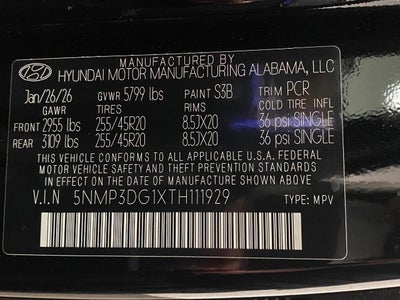 MANUFACTURED BY
HYUNDAI MOTOR MANUFACTURING ALABAMA, LLC
Jan/26/26 GVWR 5799 lbs PAINT S3B TRIM PCR
GAWR TIRES RIMS COLD TIRE INFL
FRONT 2955 lbs 255/45R20 8.5JX20 36 psi SINGLE
REAR 3109 lbs 255/45R20 8.5JX20 36 psi SINGLE
THIS VEHICLE CONFORMS TO ALL APPLICABLE U.S.A. FEDERAL
MOTOR VEHICLE SAFETY AND THEFT PREVENTION STANDARDS
IN EFFECT ON THE DATE OF MANUFACTURE SHOWN ABOVE.
V.I.N 5NMP3DG1XTH111929 TYPE: MPV